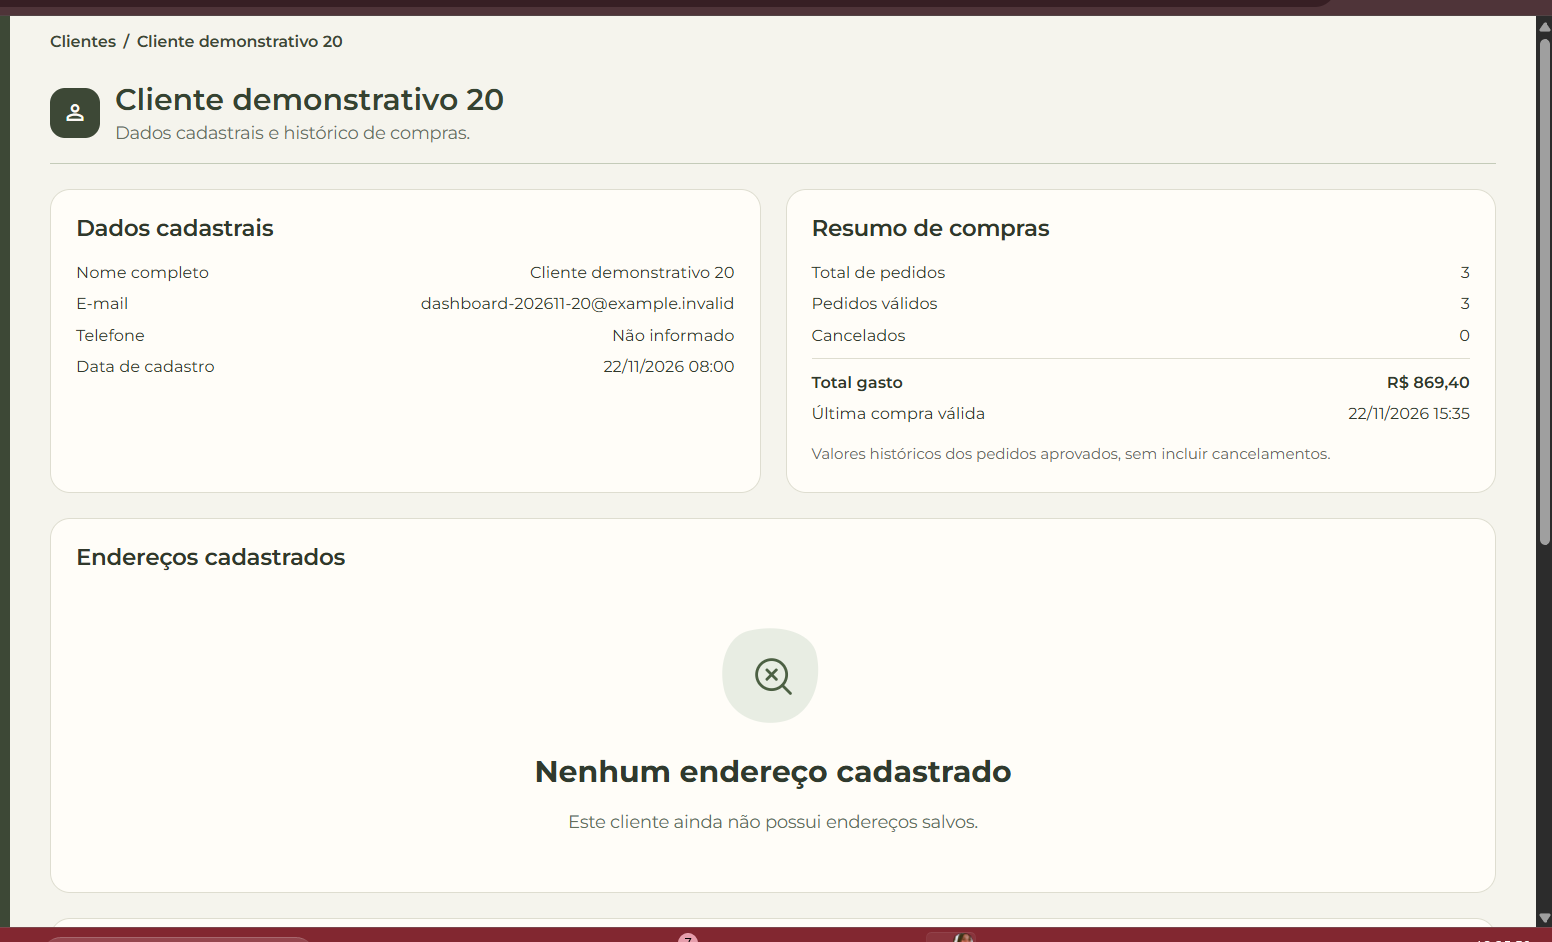 Clientes / Cliente demonstrativo 20
Cliente demonstrativo 20
Dados cadastrais e histórico de compras.
Dados cadastrais
Nome completo Cliente demonstrativo 20
E-mail dashboard-202611-20@example.invalid
Telefone Não informado
Data de cadastro 22/11/2026 08:00
Resumo de compras
Total de pedidos 3
Pedidos válidos 3
Cancelados 0
Total gasto R$ 869,40
Última compra válida 22/11/2026 15:35
Valores históricos dos pedidos aprovados, sem incluir cancelamentos.
Endereços cadastrados
Nenhum endereço cadastrado
Este cliente ainda não possui endereços salvos.